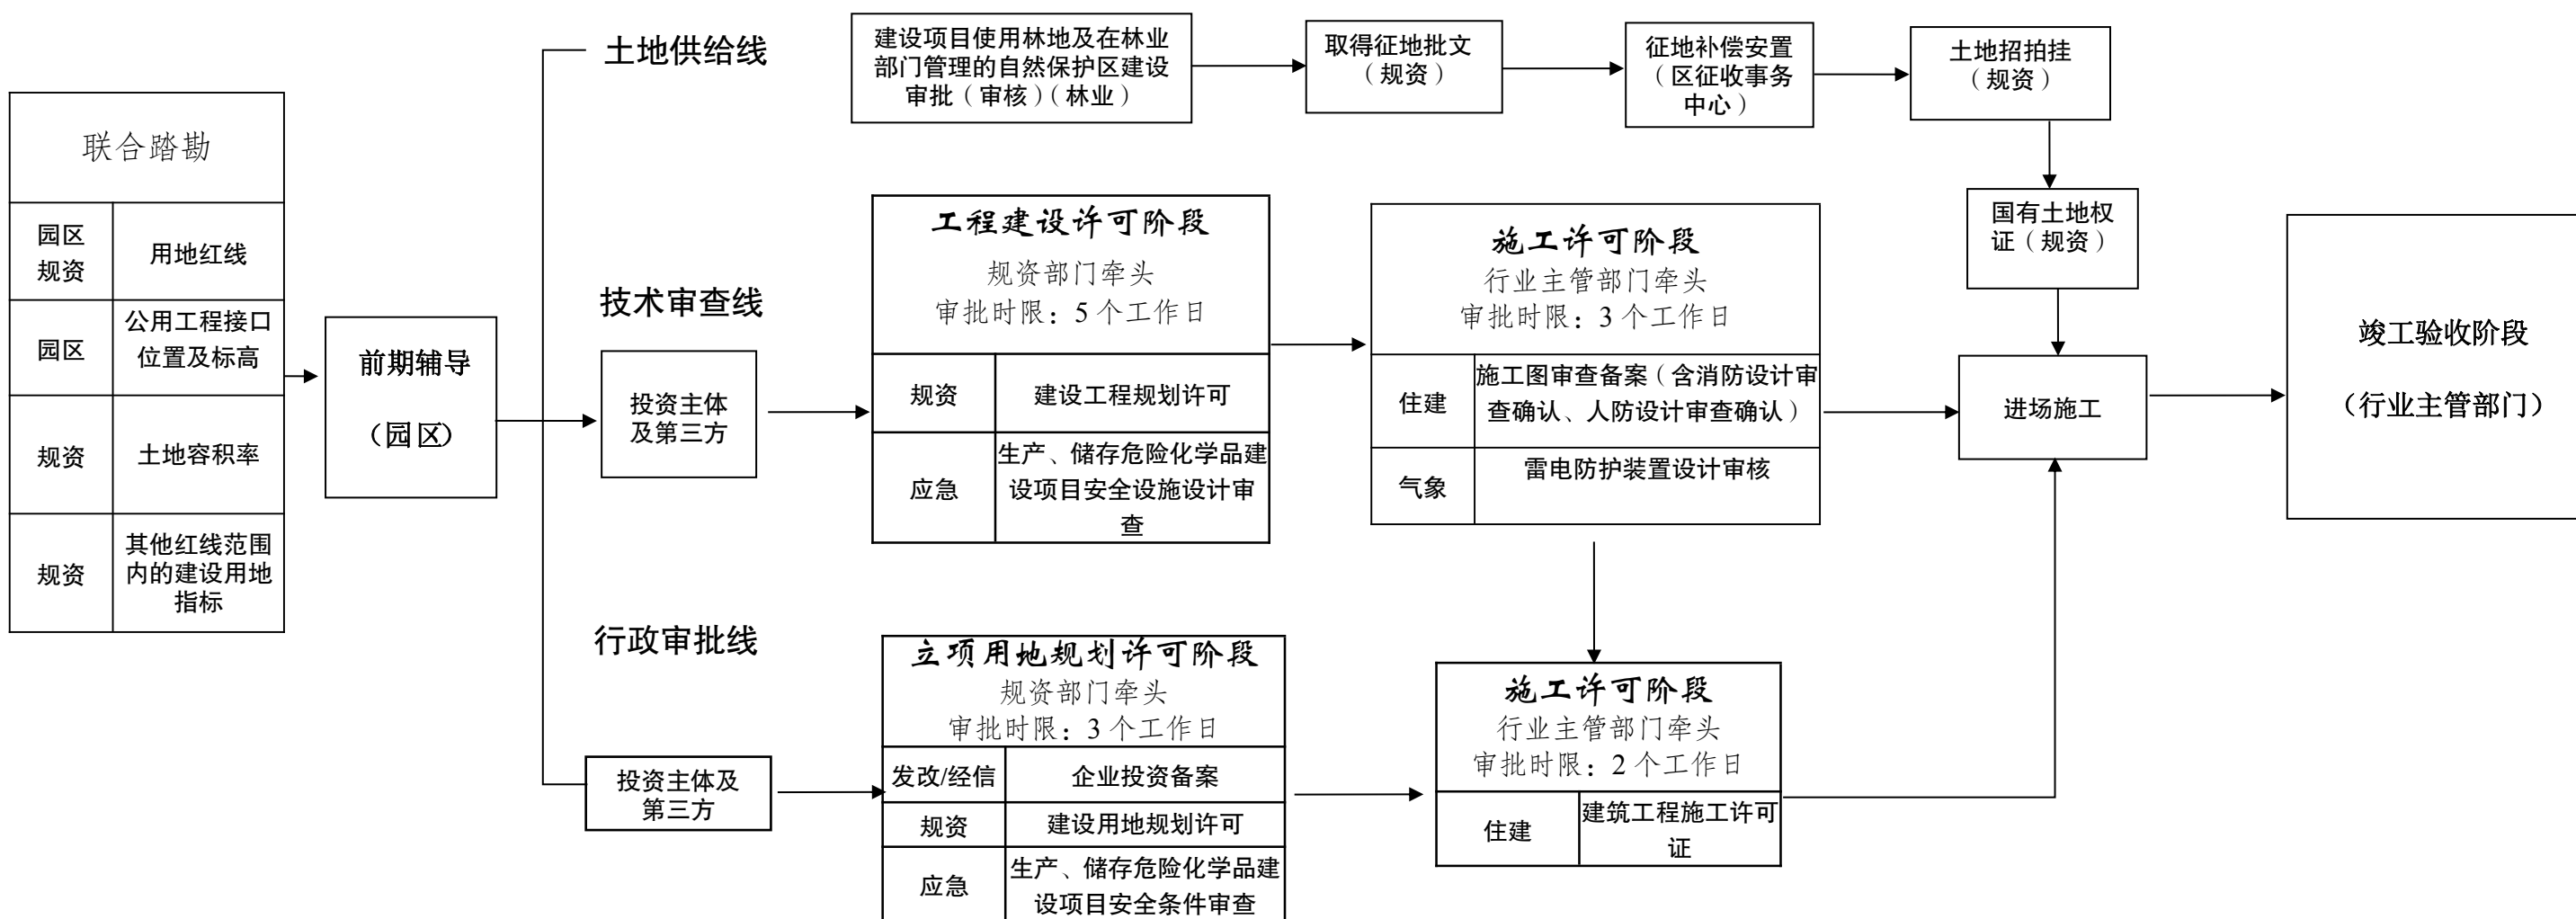 联合踏勘
园区
规资
用地红线
园区
公用工程接口
位置及标高
规资
土地容积率
规资
其他红线范围
内的建设用地
指标
前期辅导
（园区）
土地供给线
建设项目使用林地及在林业
部门管理的自然保护区建设
审批（审核）（林业）
取得征地批文
（规资）
征地补偿安置
（区征收事务
中心）
土地招拍挂
（规资）
国有土地权
证（规资）
技术审查线
投资主体
及第三方
工程建设许可阶段
规资部门牵头
审批时限：5 个工作日
规资
建设工程规划许可
应急
生产、储存危险化学品建
设项目安全设施设计审
查
施工许可阶段
行业主管部门牵头
审批时限：3 个工作日
住建
施工图审查备案（含消防设计审
查确认、人防设计审查确认）
气象
雷电防护装置设计审核
进场施工
竣工验收阶段
（行业主管部门）
行政审批线
投资主体及
第三方
立项用地规划许可阶段
规资部门牵头
审批时限：3 个工作日
发改/经信
企业投资备案
规资
建设用地规划许可
应急
生产、储存危险化学品建
设项目安全条件审查
施工许可阶段
行业主管部门牵头
审批时限：2 个工作日
住建
建筑工程施工许可
证